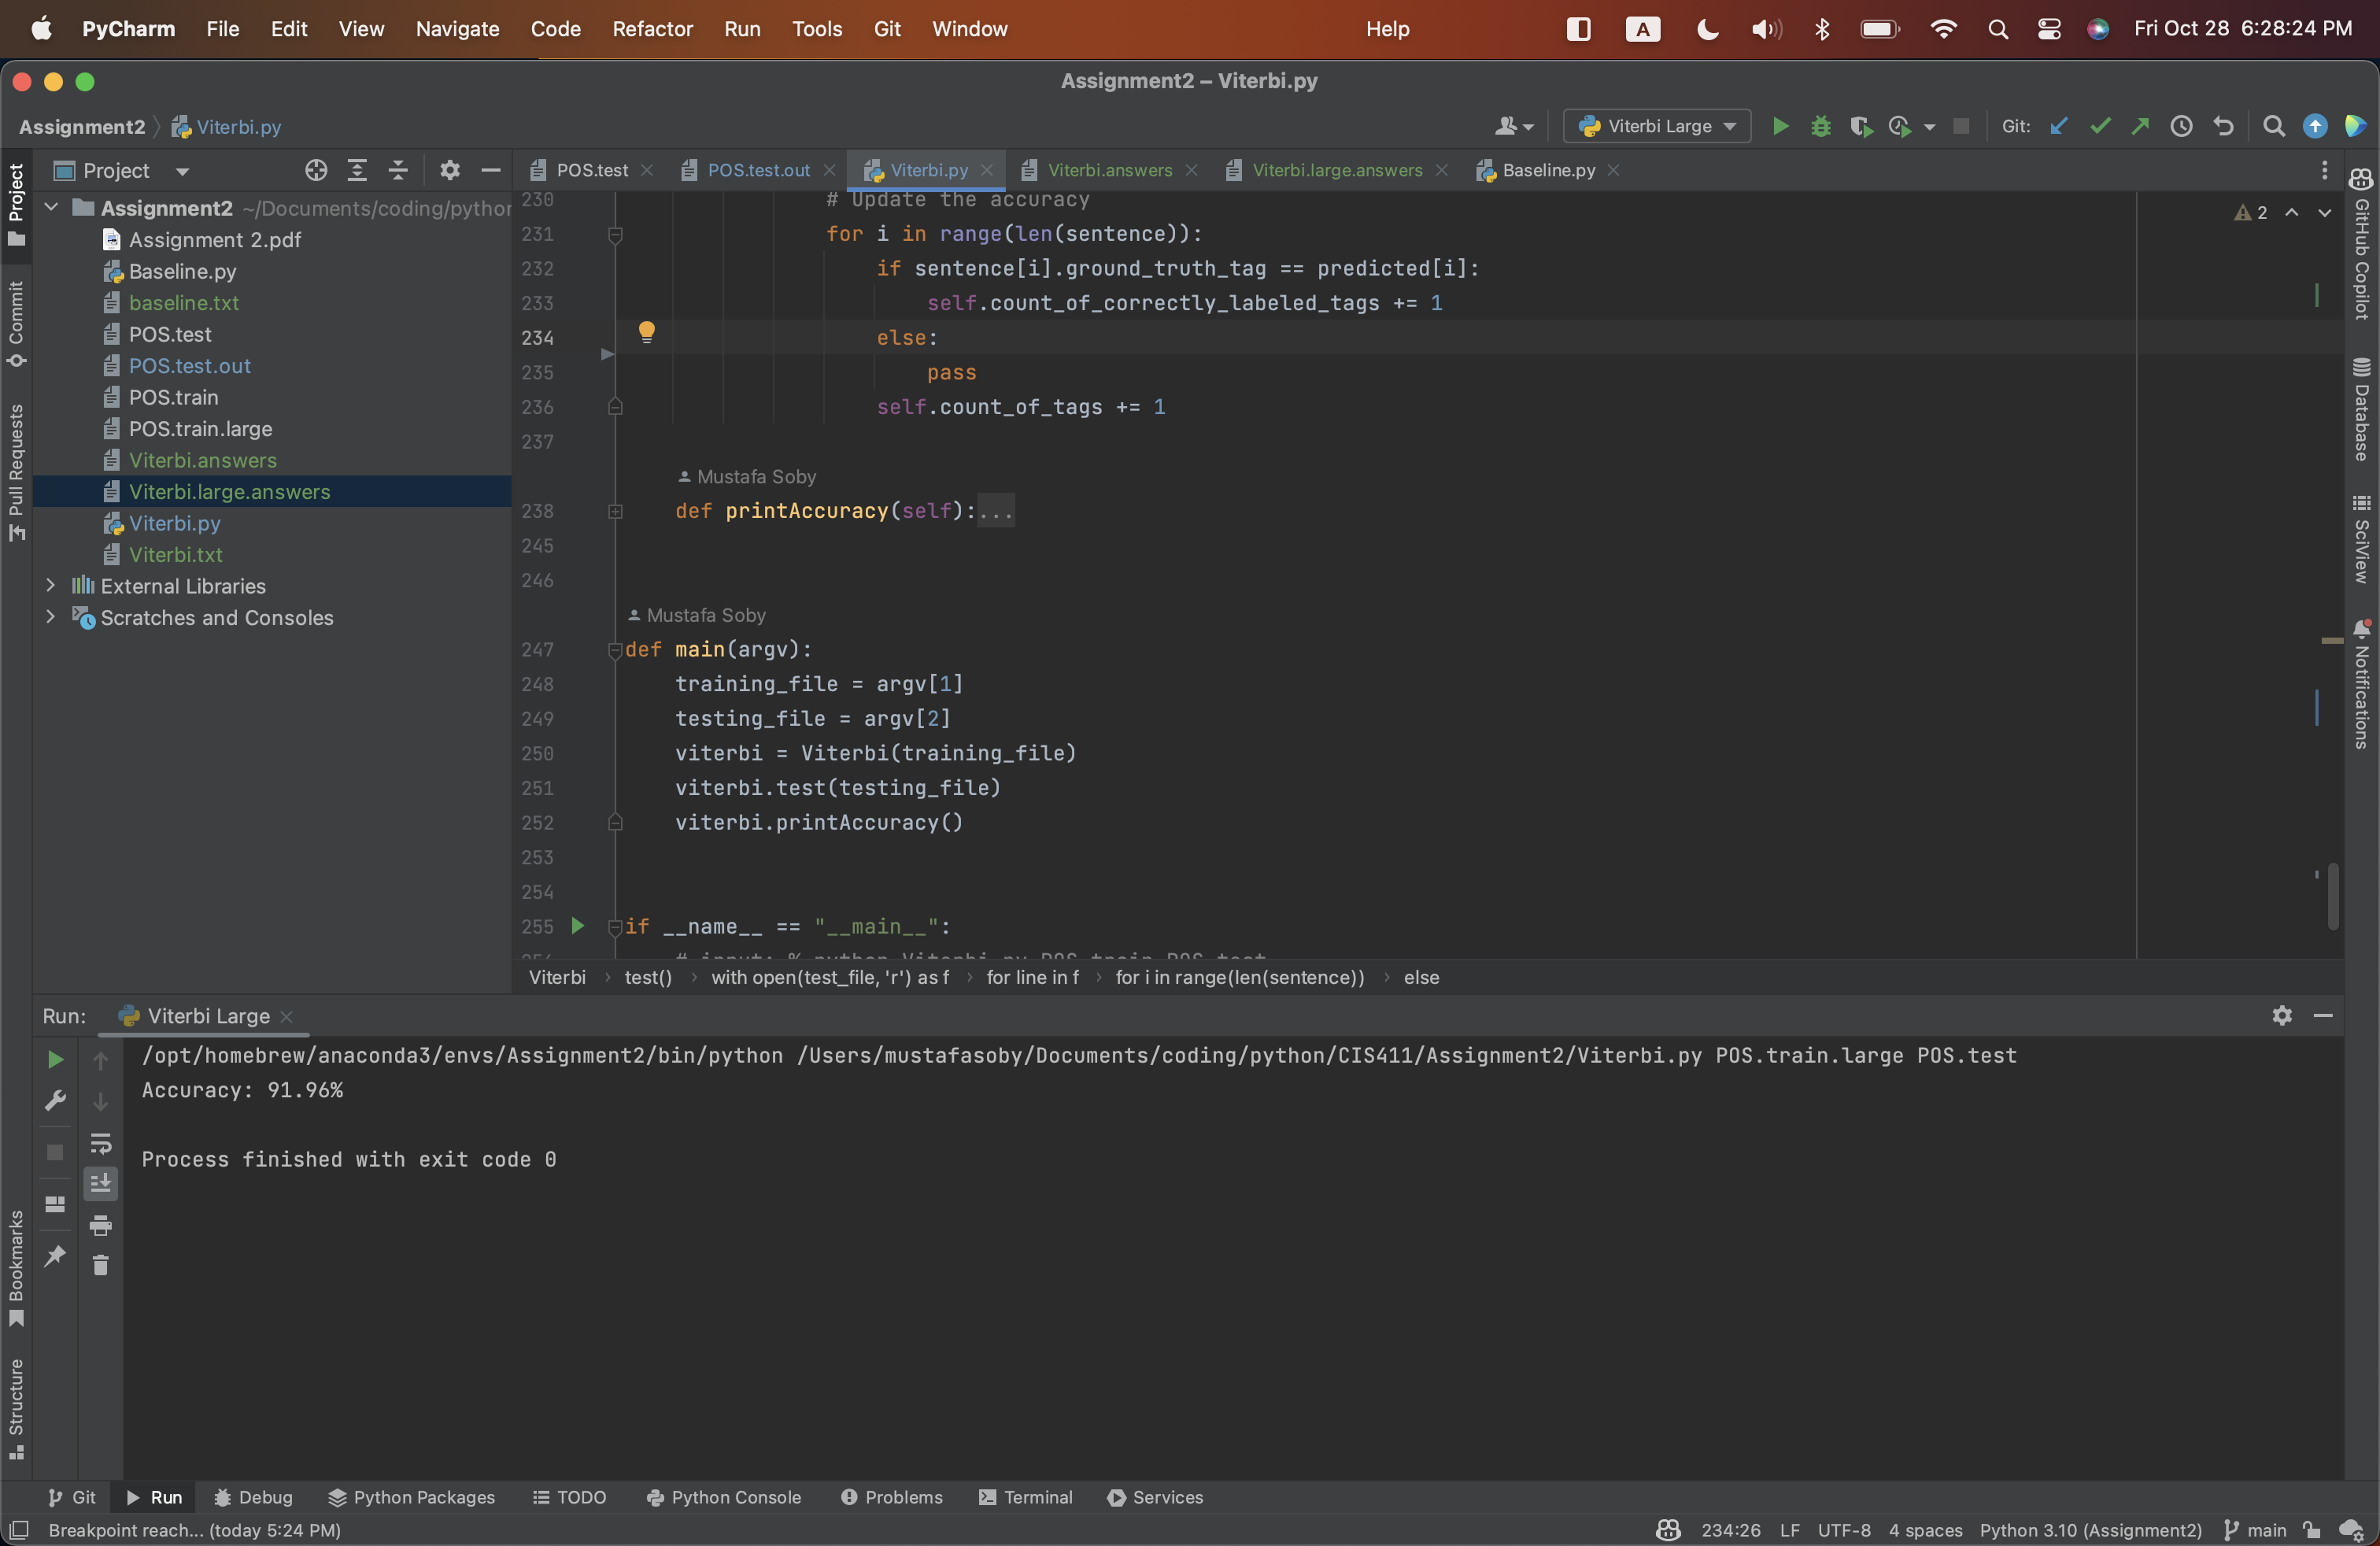 PyCharm File Edit View Navigate Code Refactor Run Tools Git Window Help A Fri Oct 28 6:28:24 PM
Assignment2 – Viterbi.py
Assignment2 Viterbi.py Viterbi Large Git:
Project POS.test POS.test.out Viterbi.py Viterbi.answers Viterbi.large.answers Baseline.py
Assignment2 ~/Documents/coding/python
Assignment 2.pdf
Baseline.py
baseline.txt
POS.test
POS.test.out
POS.train
POS.train.large
Viterbi.answers
Viterbi.large.answers
Viterbi.py
Viterbi.txt
External Libraries
Scratches and Consoles
Project
Commit
Pull Requests
Bookmarks
Structure
230 # Update the accuracy
231 for i in range(len(sentence)):
232 if sentence[i].ground_truth_tag == predicted[i]:
233 self.count_of_correctly_labeled_tags += 1
234 else:
235 pass
236 self.count_of_tags += 1
237
Mustafa Soby
238 def printAccuracy(self):...
245
246
Mustafa Soby
247 def main(argv):
248 training_file = argv[1]
249 testing_file = argv[2]
250 viterbi = Viterbi(training_file)
251 viterbi.test(testing_file)
252 viterbi.printAccuracy()
253
254
255 if __name__ == "__main__":
# input: % python Viterbi.py POS.train POS.test
2
GitHub Copilot
Database
SciView
Notifications
Viterbi test() with open(test_file, 'r') as f for line in f for i in range(len(sentence)) else
Run: Viterbi Large
/opt/homebrew/anaconda3/envs/Assignment2/bin/python /Users/mustafasoby/Documents/coding/python/CIS411/Assignment2/Viterbi.py POS.train.large POS.test
Accuracy: 91.96%
Process finished with exit code 0
Git Run Debug Python Packages TODO Python Console Problems Terminal Services
Breakpoint reach... (today 5:24 PM) 234:26 LF UTF-8 4 spaces Python 3.10 (Assignment2) main